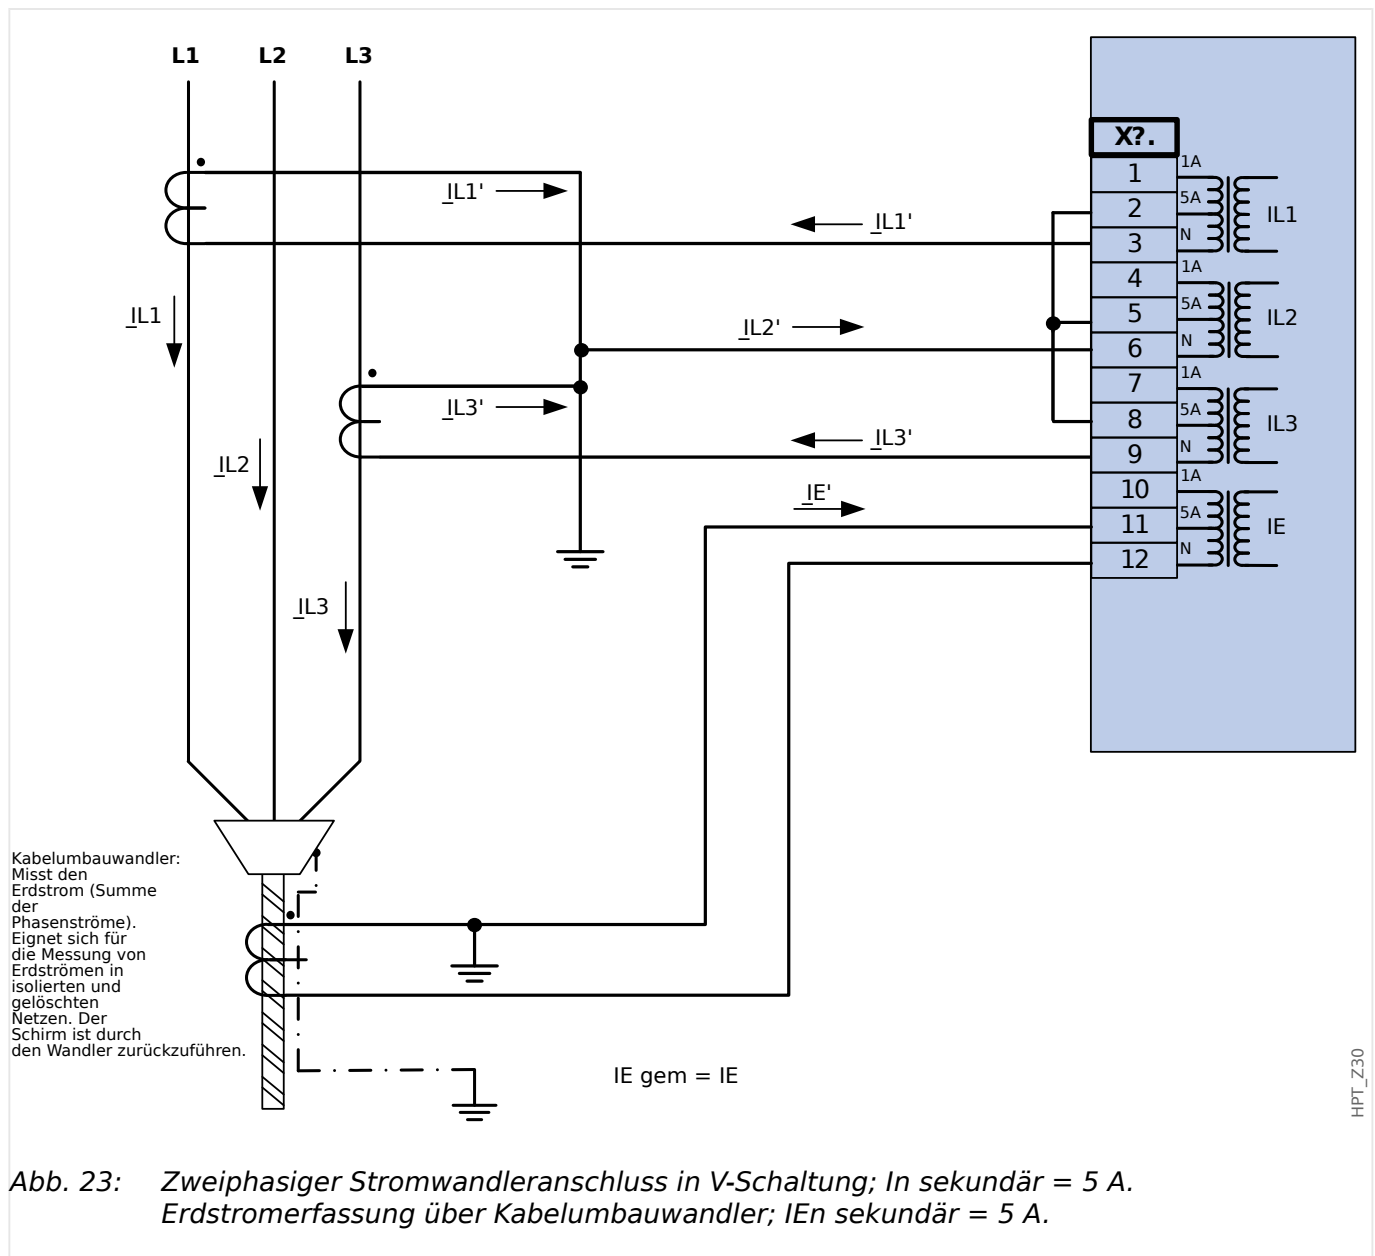 L1 L2 L3
X?.
1 1A
2 5A IL1
3 N
4 1A
5 5A IL2
6 N
7 1A
8 5A IL3
9 N
10 1A
11 5A IE
12 N
IL1'
IL1'
IL1
IL2'
IL3'
IL3'
IL2
IE'
IL3
Kabelumbauwandler:
Misst den
Erdstrom (Summe
der
Phasenströme).
Eignet sich für
die Messung von
Erdströmen in
isolierten und
gelöschten
Netzen. Der
Schirm ist durch
den Wandler zurückzuführen.
IE gem = IE
HPT_Z30
Abb. 23: Zweiphasiger Stromwandleranschluss in V-Schaltung; In sekundär = 5 A.
Erdstromerfassung über Kabelumbauwandler; IEn sekundär = 5 A.